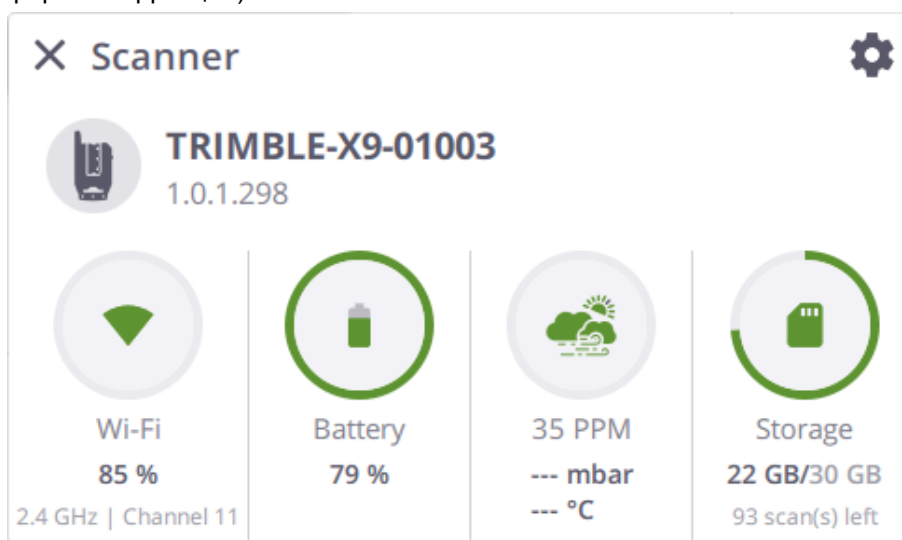 Scanner
TRIMBLE-X9-01003
1.0.1.298
Wi-Fi
85 %
2.4 GHz | Channel 11
Battery
79 %
35 PPM
--- mbar
--- °C
Storage
22 GB/30 GB
93 scan(s) left